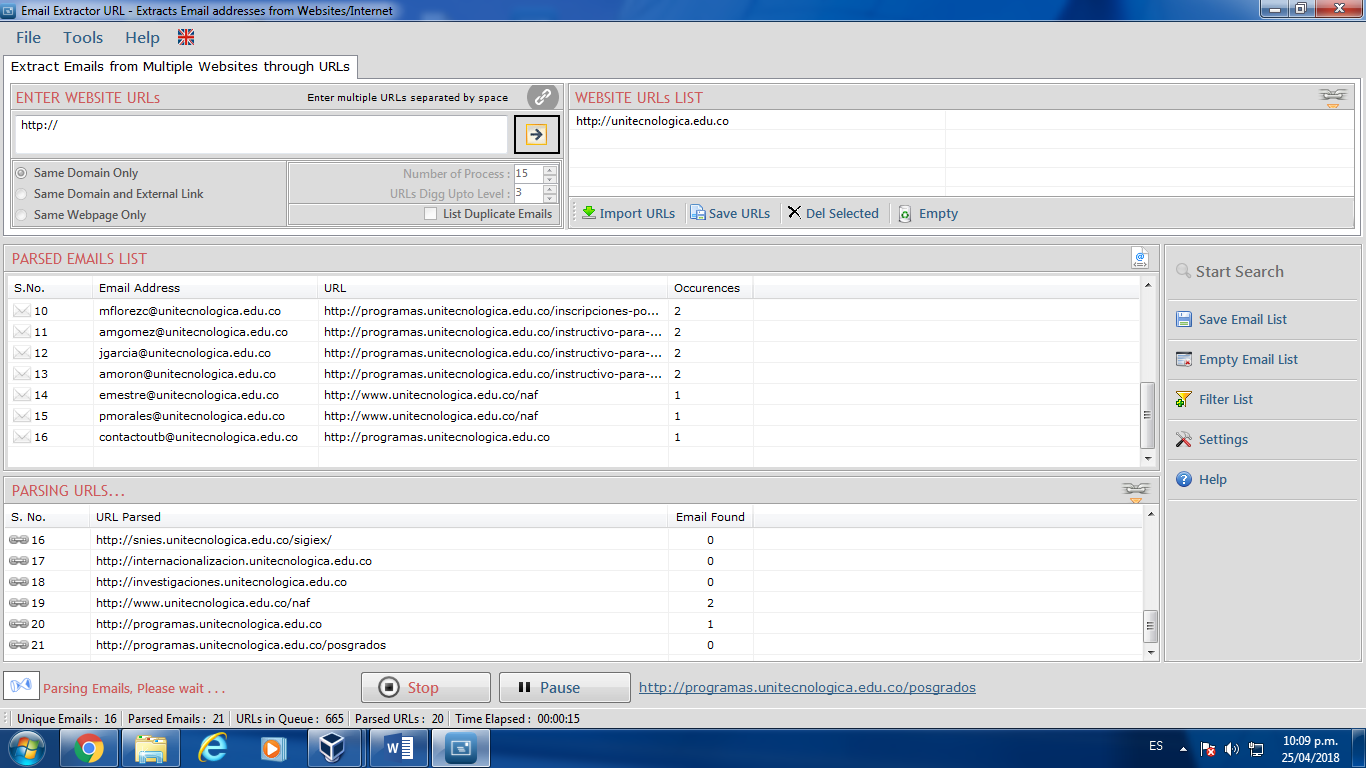 Email Extractor URL - Extracts Email addresses from Websites/Internet
File Tools Help
Extract Emails from Multiple Websites through URLs
ENTER WEBSITE URLs Enter multiple URLs separated by space
http://
Same Domain Only
Same Domain and External Link
Same Webpage Only
Number of Process : 15
URLs Digg Upto Level : 3
List Duplicate Emails
WEBSITE URLs LIST
http://unitecnologica.edu.co
Import URLs Save URLs Del Selected Empty
PARSED EMAILS LIST
S.No. Email Address URL Occurences
10 mflorezc@unitecnologica.edu.co http://programas.unitecnologica.edu.co/inscripciones-po... 2
11 amgomez@unitecnologica.edu.co http://programas.unitecnologica.edu.co/instructivo-para-... 2
12 jgarcia@unitecnologica.edu.co http://programas.unitecnologica.edu.co/instructivo-para-... 2
13 amoron@unitecnologica.edu.co http://programas.unitecnologica.edu.co/instructivo-para-... 2
14 emestre@unitecnologica.edu.co http://www.unitecnologica.edu.co/naf 1
15 pmorales@unitecnologica.edu.co http://www.unitecnologica.edu.co/naf 1
16 contactoutb@unitecnologica.edu.co http://programas.unitecnologica.edu.co 1
Start Search
Save Email List
Empty Email List
Filter List
Settings
Help
PARSING URLS...
S. No. URL Parsed Email Found
16 http://snies.unitecnologica.edu.co/sigiex/ 0
17 http://internacionalizacion.unitecnologica.edu.co 0
18 http://investigaciones.unitecnologica.edu.co 0
19 http://www.unitecnologica.edu.co/naf 2
20 http://programas.unitecnologica.edu.co 1
21 http://programas.unitecnologica.edu.co/posgrados 0
Parsing Emails, Please wait . . . Stop Pause http://programas.unitecnologica.edu.co/posgrados
Unique Emails : 16 Parsed Emails : 21 URLs in Queue : 665 Parsed URLs : 20 Time Elapsed : 00:00:15
ES 10:09 p.m.
25/04/2018